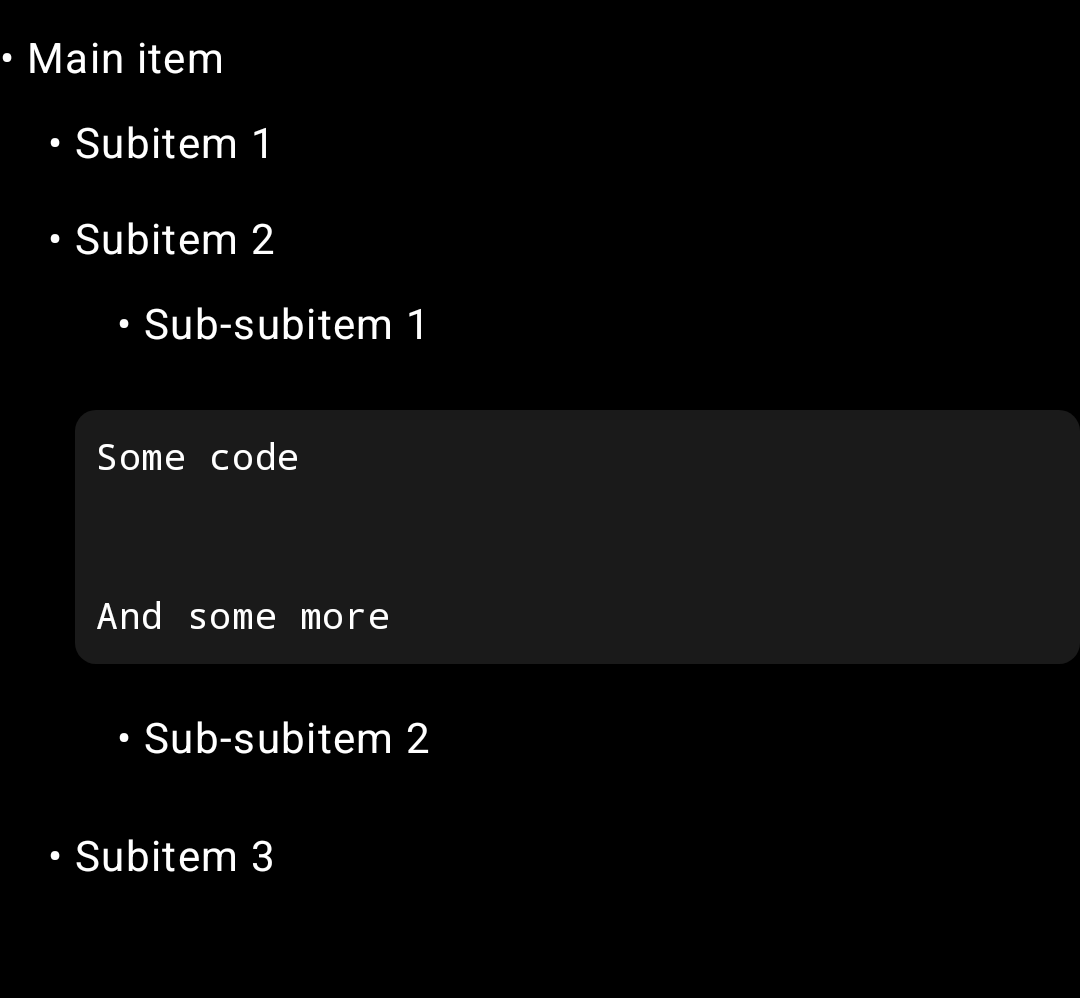 • Main item
• Subitem 1
• Subitem 2
• Sub-subitem 1
Some code
And some more
• Sub-subitem 2
• Subitem 3